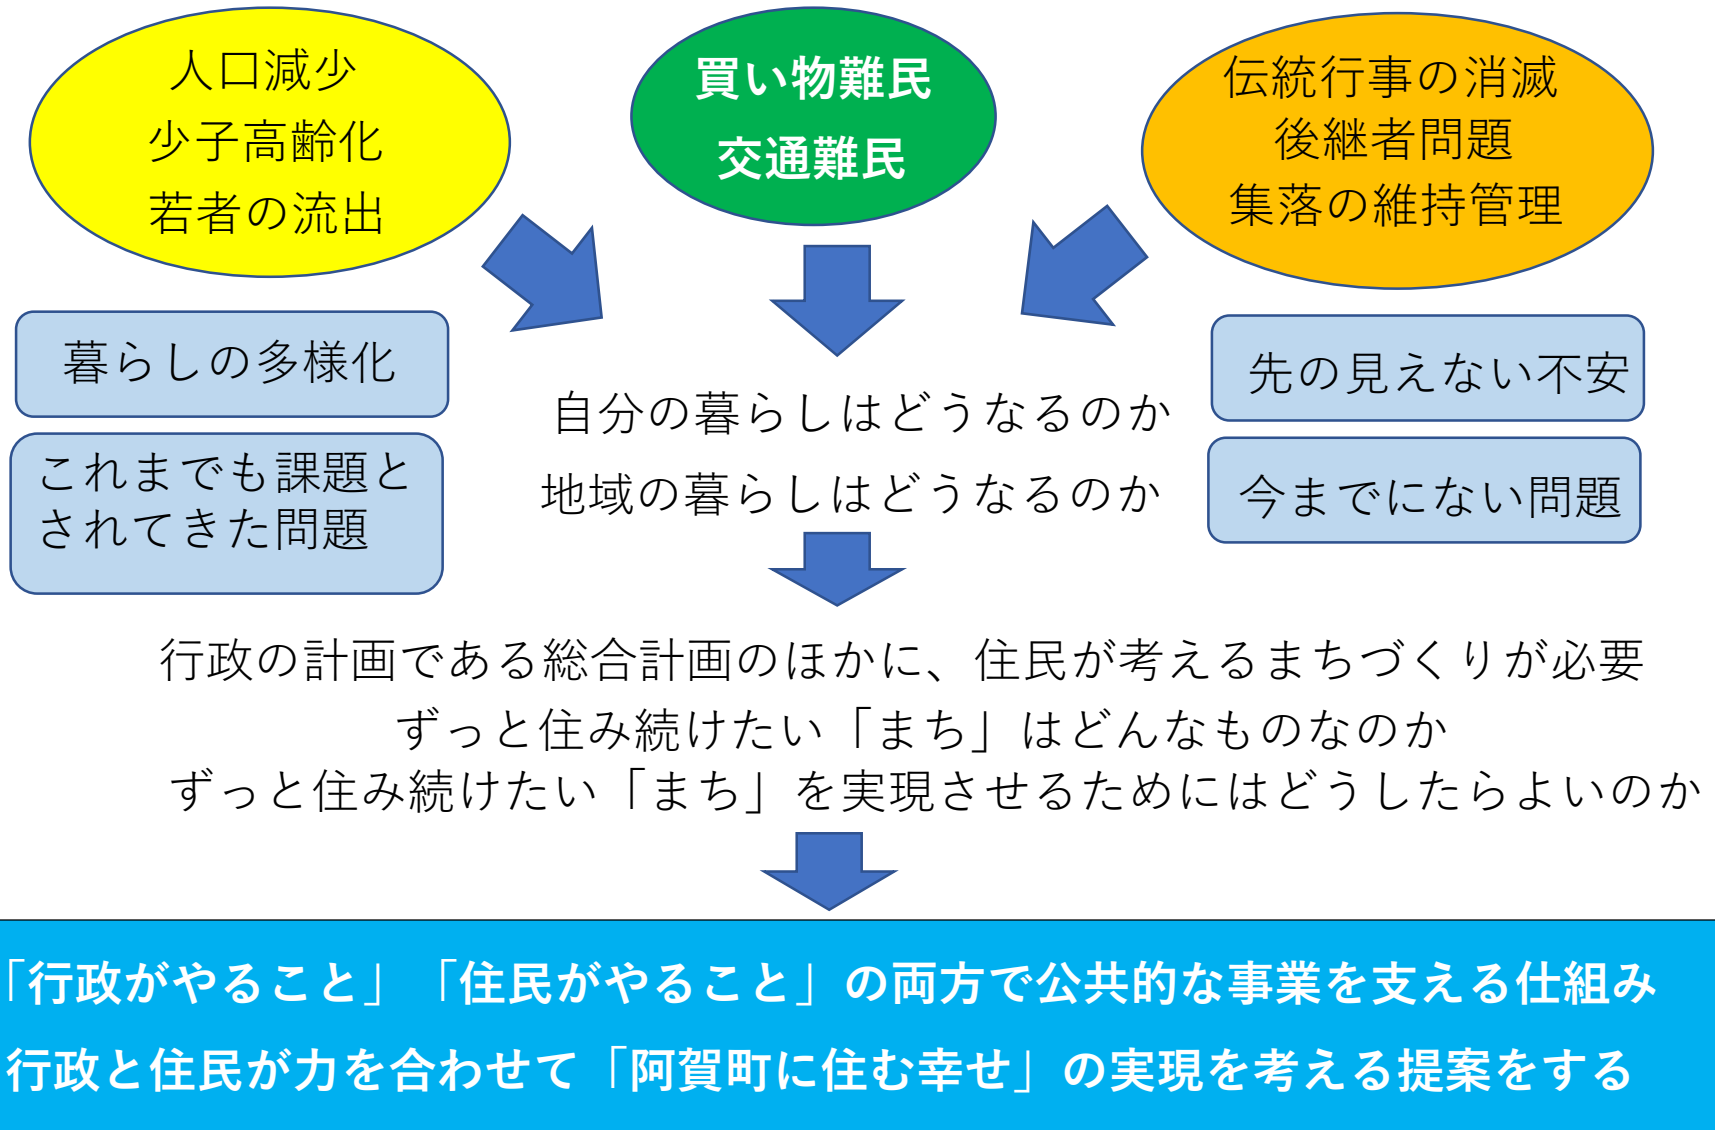 人口減少
少子高齢化
若者の流出
買い物難民
交通難民
伝統行事の消滅
後継者問題
集落の維持管理
暮らしの多様化
これまでも課題と
されてきた問題
自分の暮らしはどうなるのか
地域の暮らしはどうなるのか
先の見えない不安
今までにない問題
行政の計画である総合計画のほかに、住民が考えるまちづくりが必要
ずっと住み続けたい「まち」はどんなものなのか
ずっと住み続けたい「まち」を実現させるためにはどうしたらよいのか
「行政がやること」「住民がやること」の両方で公共的な事業を支える仕組み
行政と住民が力を合わせて「阿賀町に住む幸せ」の実現を考える提案をする